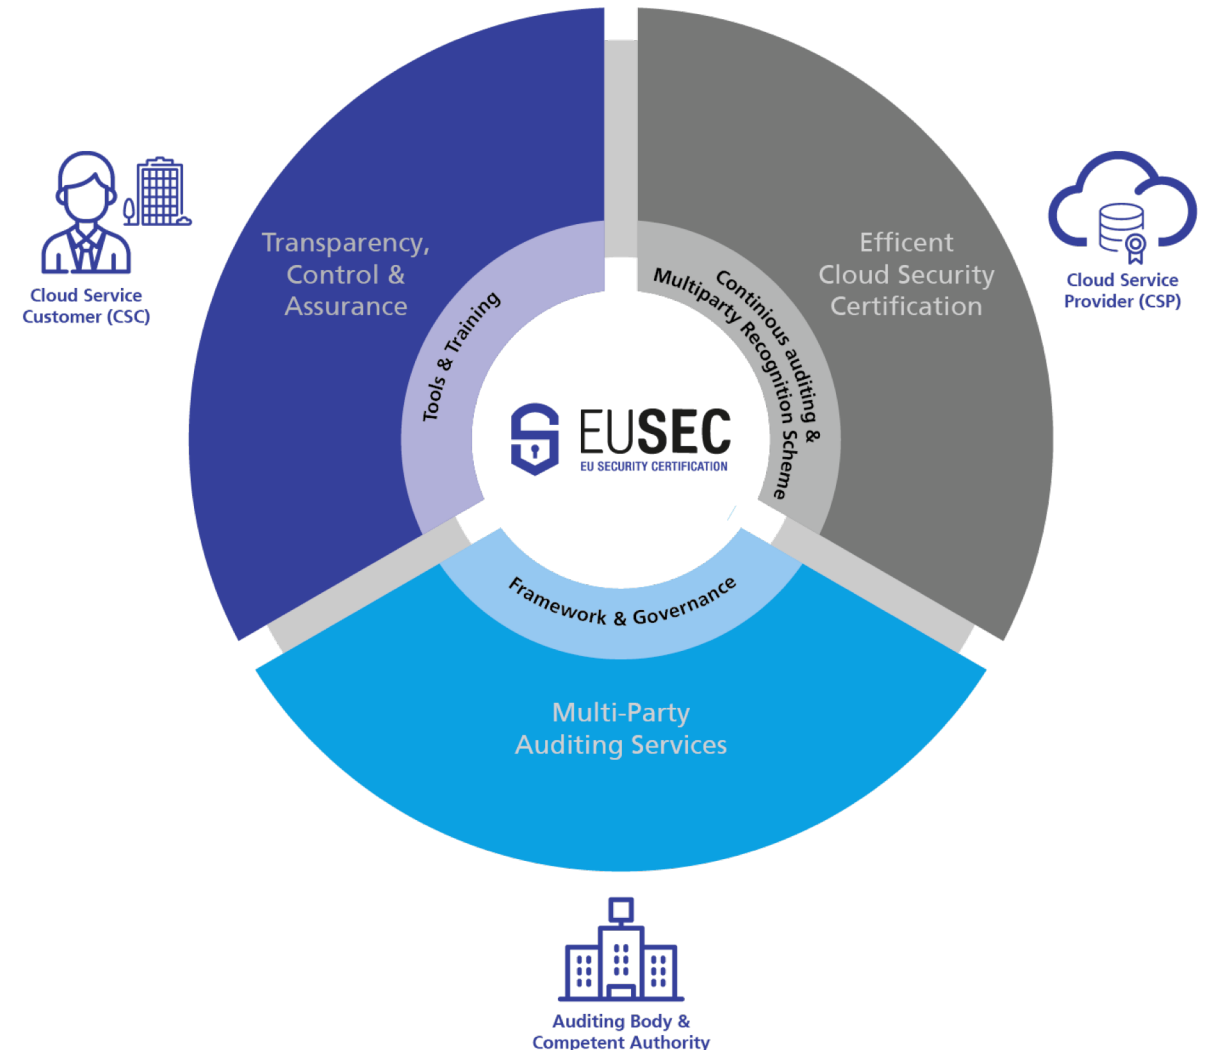 Transparency,
Control &
Assurance
Efficent
Cloud Security
Certification
Cloud Service
Customer (CSC)
Cloud Service
Provider (CSP)
Tools & Training
Continious auditing &
Multiparty Recognition Scheme
EUSEC
EU SECURITY CERTIFICATION
Framework & Governance
Multi-Party
Auditing Services
Auditing Body &
Competent Authority